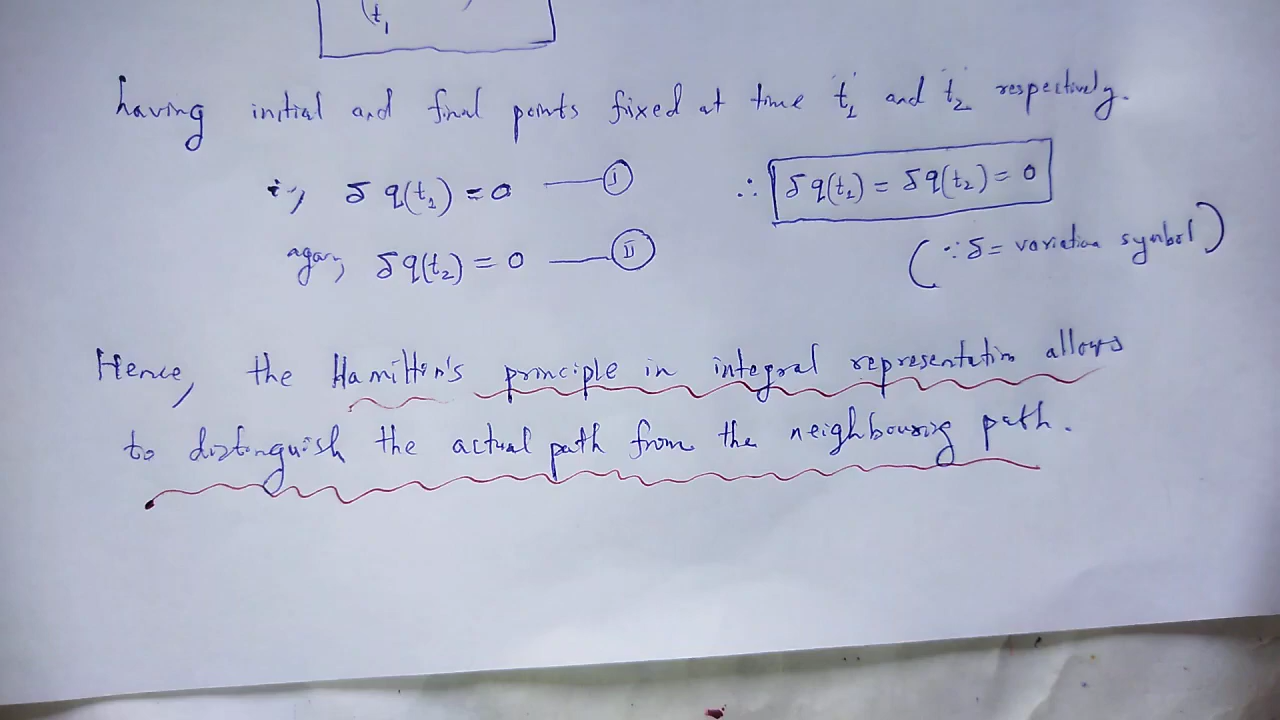 t₁
having initial and final points fixed at time 't₁' and 't₂' respectively.
i, δ q(t₁) = 0 — I ∴ δ q(t₁) = δ q(t₂) = 0
again, δ q(t₂) = 0 — II (∵ δ = variation symbol)
Hence, the Hamilton's principle in integral representation allows
to distinguish the actual path from the neighbouring path.